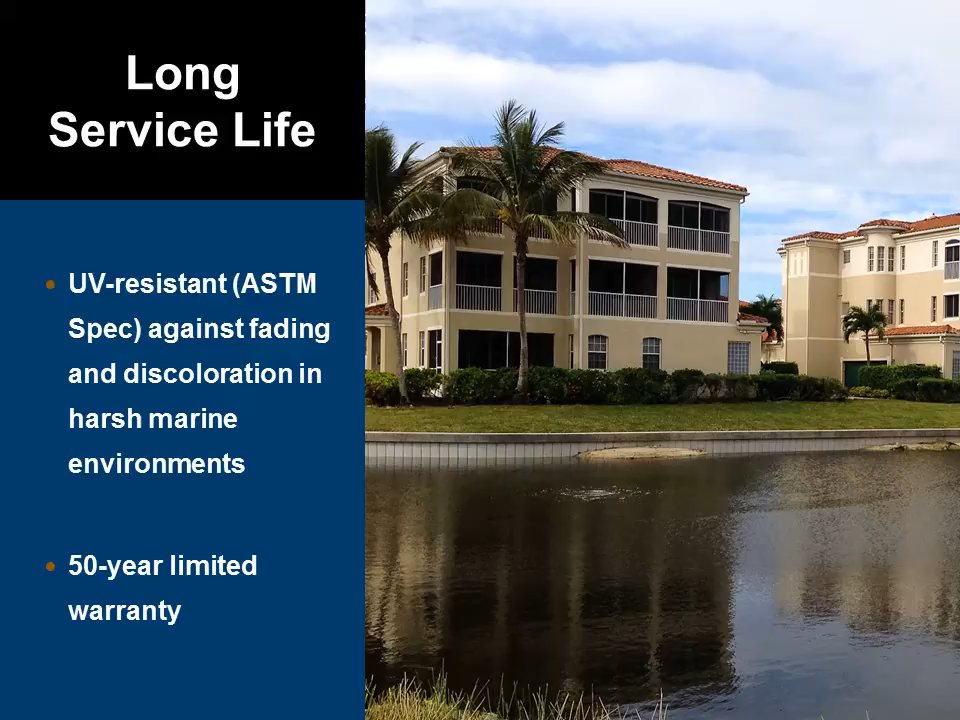 Long
Service Life
UV-resistant (ASTM
Spec) against fading
and discoloration in
harsh marine
environments
50-year limited
warranty